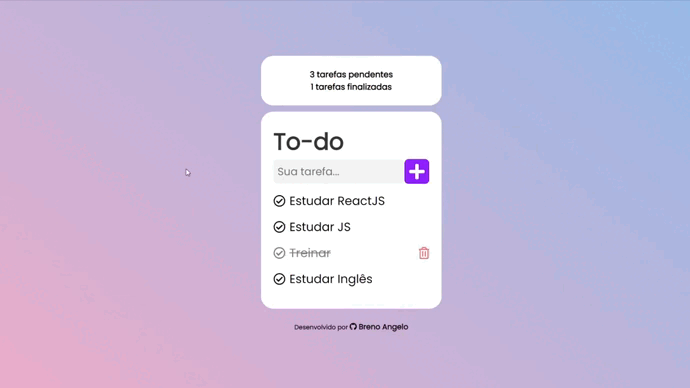 3 tarefas pendentes
1 tarefas finalizadas
To-do
Sua tarefa...
Estudar ReactJS
Estudar JS
Treinar
Estudar Inglês
Desenvolvido por Breno Angelo